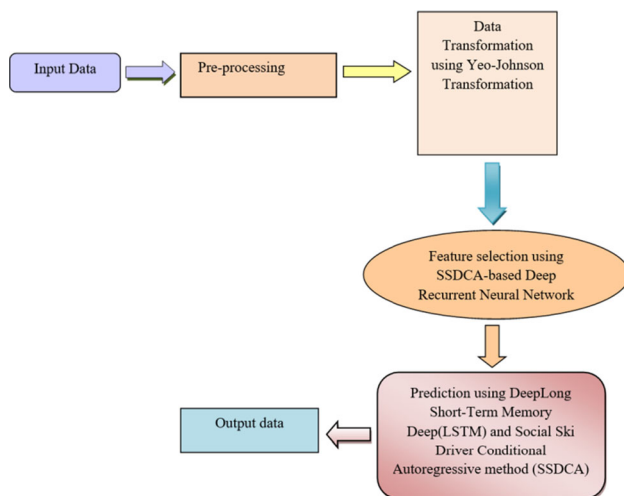 Input Data
Pre-processing
Data
Transformation
using Yeo-Johnson
Transformation
Feature selection using
SSDCA-based Deep
Recurrent Neural Network
Prediction using DeepLong
Short-Term Memory
Deep(LSTM) and Social Ski
Driver Conditional
Autoregressive method (SSDCA)
Output data